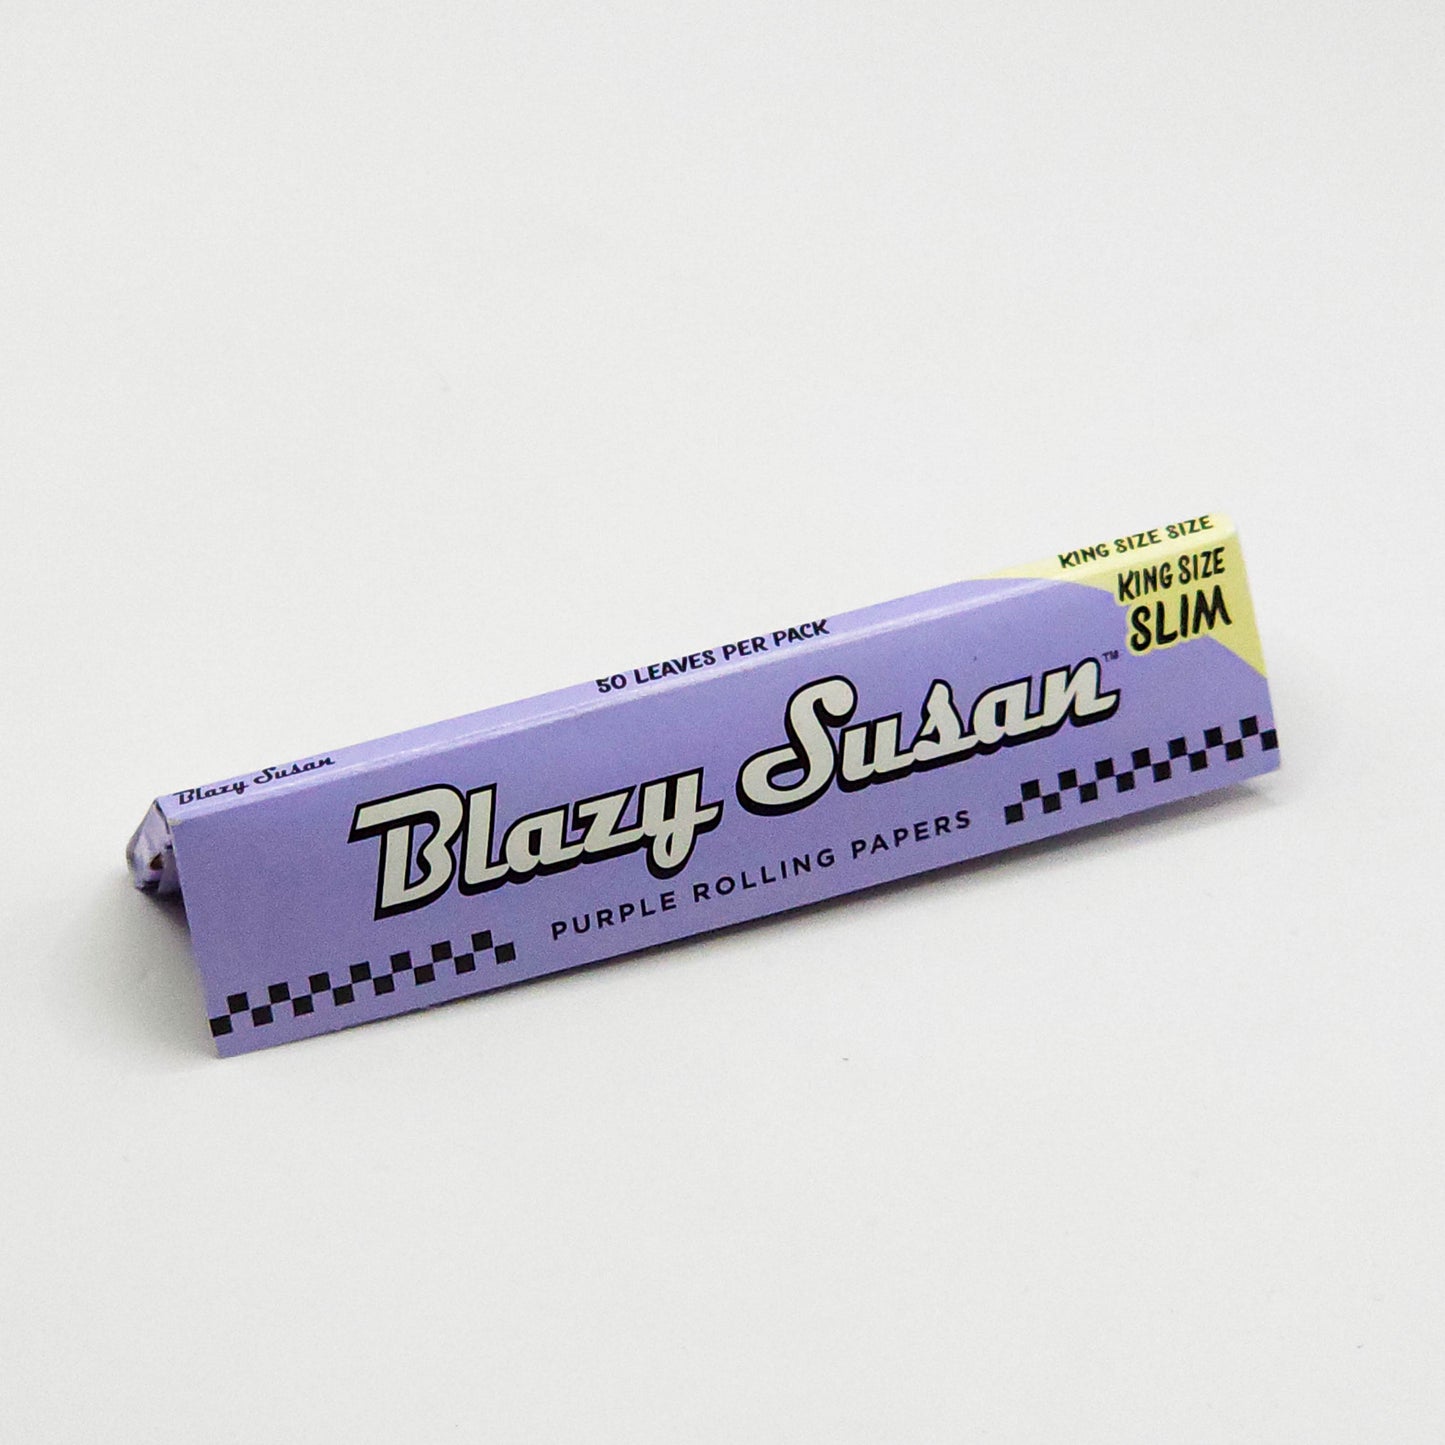 Blazy Susan
50 LEAVES PER PACK
KING SIZE SIZE
KING SIZE
SLIM
Blazy Susan™
PURPLE ROLLING PAPERS